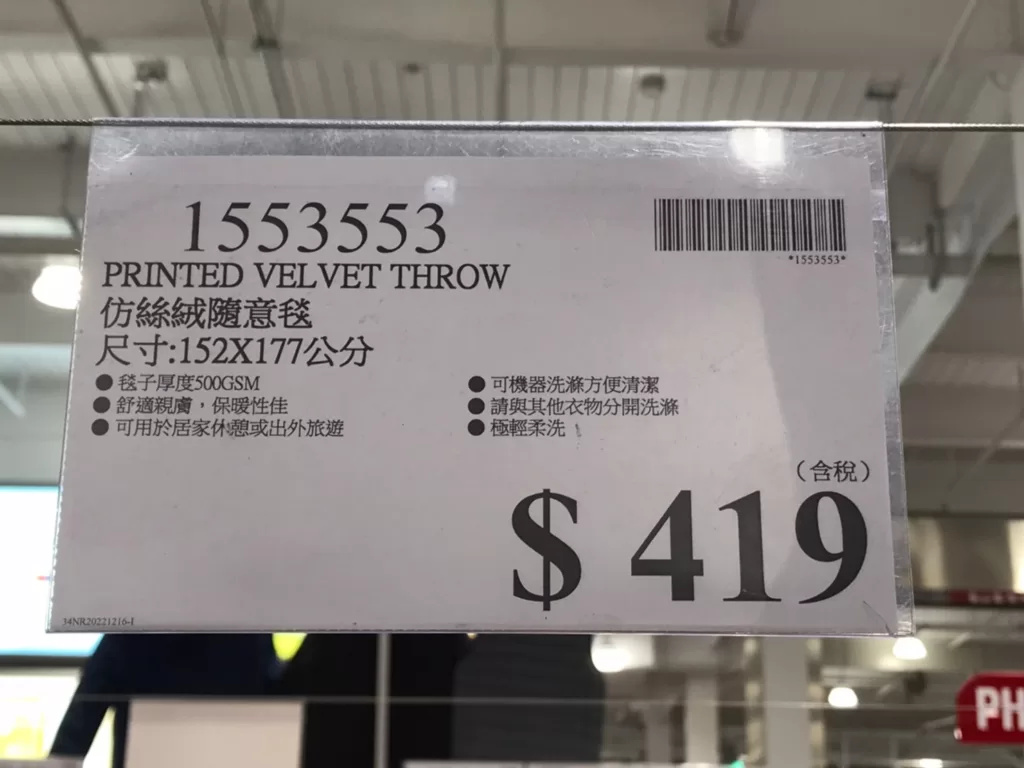 1553553
*1553553*
PRINTED VELVET THROW
仿絲絨隨意毯
尺寸:152X177公分
●毯子厚度500GSM
●舒適親膚，保暖性佳
●可用於居家休憩或出外旅遊
●可機器洗滌方便清潔
●請與其他衣物分開洗滌
●極輕柔洗
（含稅）
$ 419
34NR20221216-I
PH